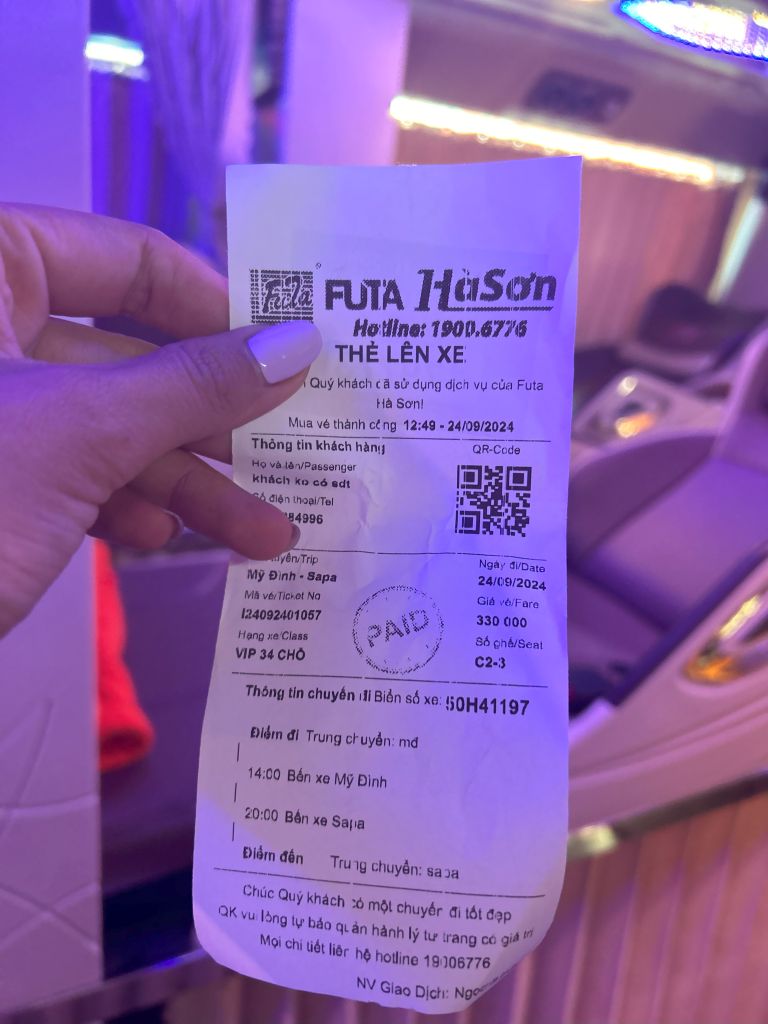 Futa
FUTA HàSơn
Hotline: 1900.6776
THẺ LÊN XE
Quý khách đã sử dụng dịch vụ của Futa
Hà Sơn!
Mua vé thành công 12:49 - 24/09/2024
Thông tin khách hàng
QR-Code
Họ và tên/Passenger
khách ko có sdt
Số điện thoại/Tel
84996
/Trip
Mỹ Đình - Sapa
Ngày đi/Date
24/09/2024
Mã vé/Ticket No
Giá vé/Fare
330 000
Hạng xe/Class
VIP 34 CHỖ
Số ghế/Seat
C2-3
PAID
Thông tin chuyến đi Biển số xe: 50H41197
Điểm đi Trung chuyển: mđ
14:00 Bến xe Mỹ Đình
20:00 Bến xe Sapa
Điểm đến Trung chuyển: sapa
Chúc Quý khách có một chuyến đi tốt đẹp
QK vui lòng tự bảo quản hành lý tư trang có giá trị
Mọi chi tiết liên hệ hotline 19006776
NV Giao Dịch: